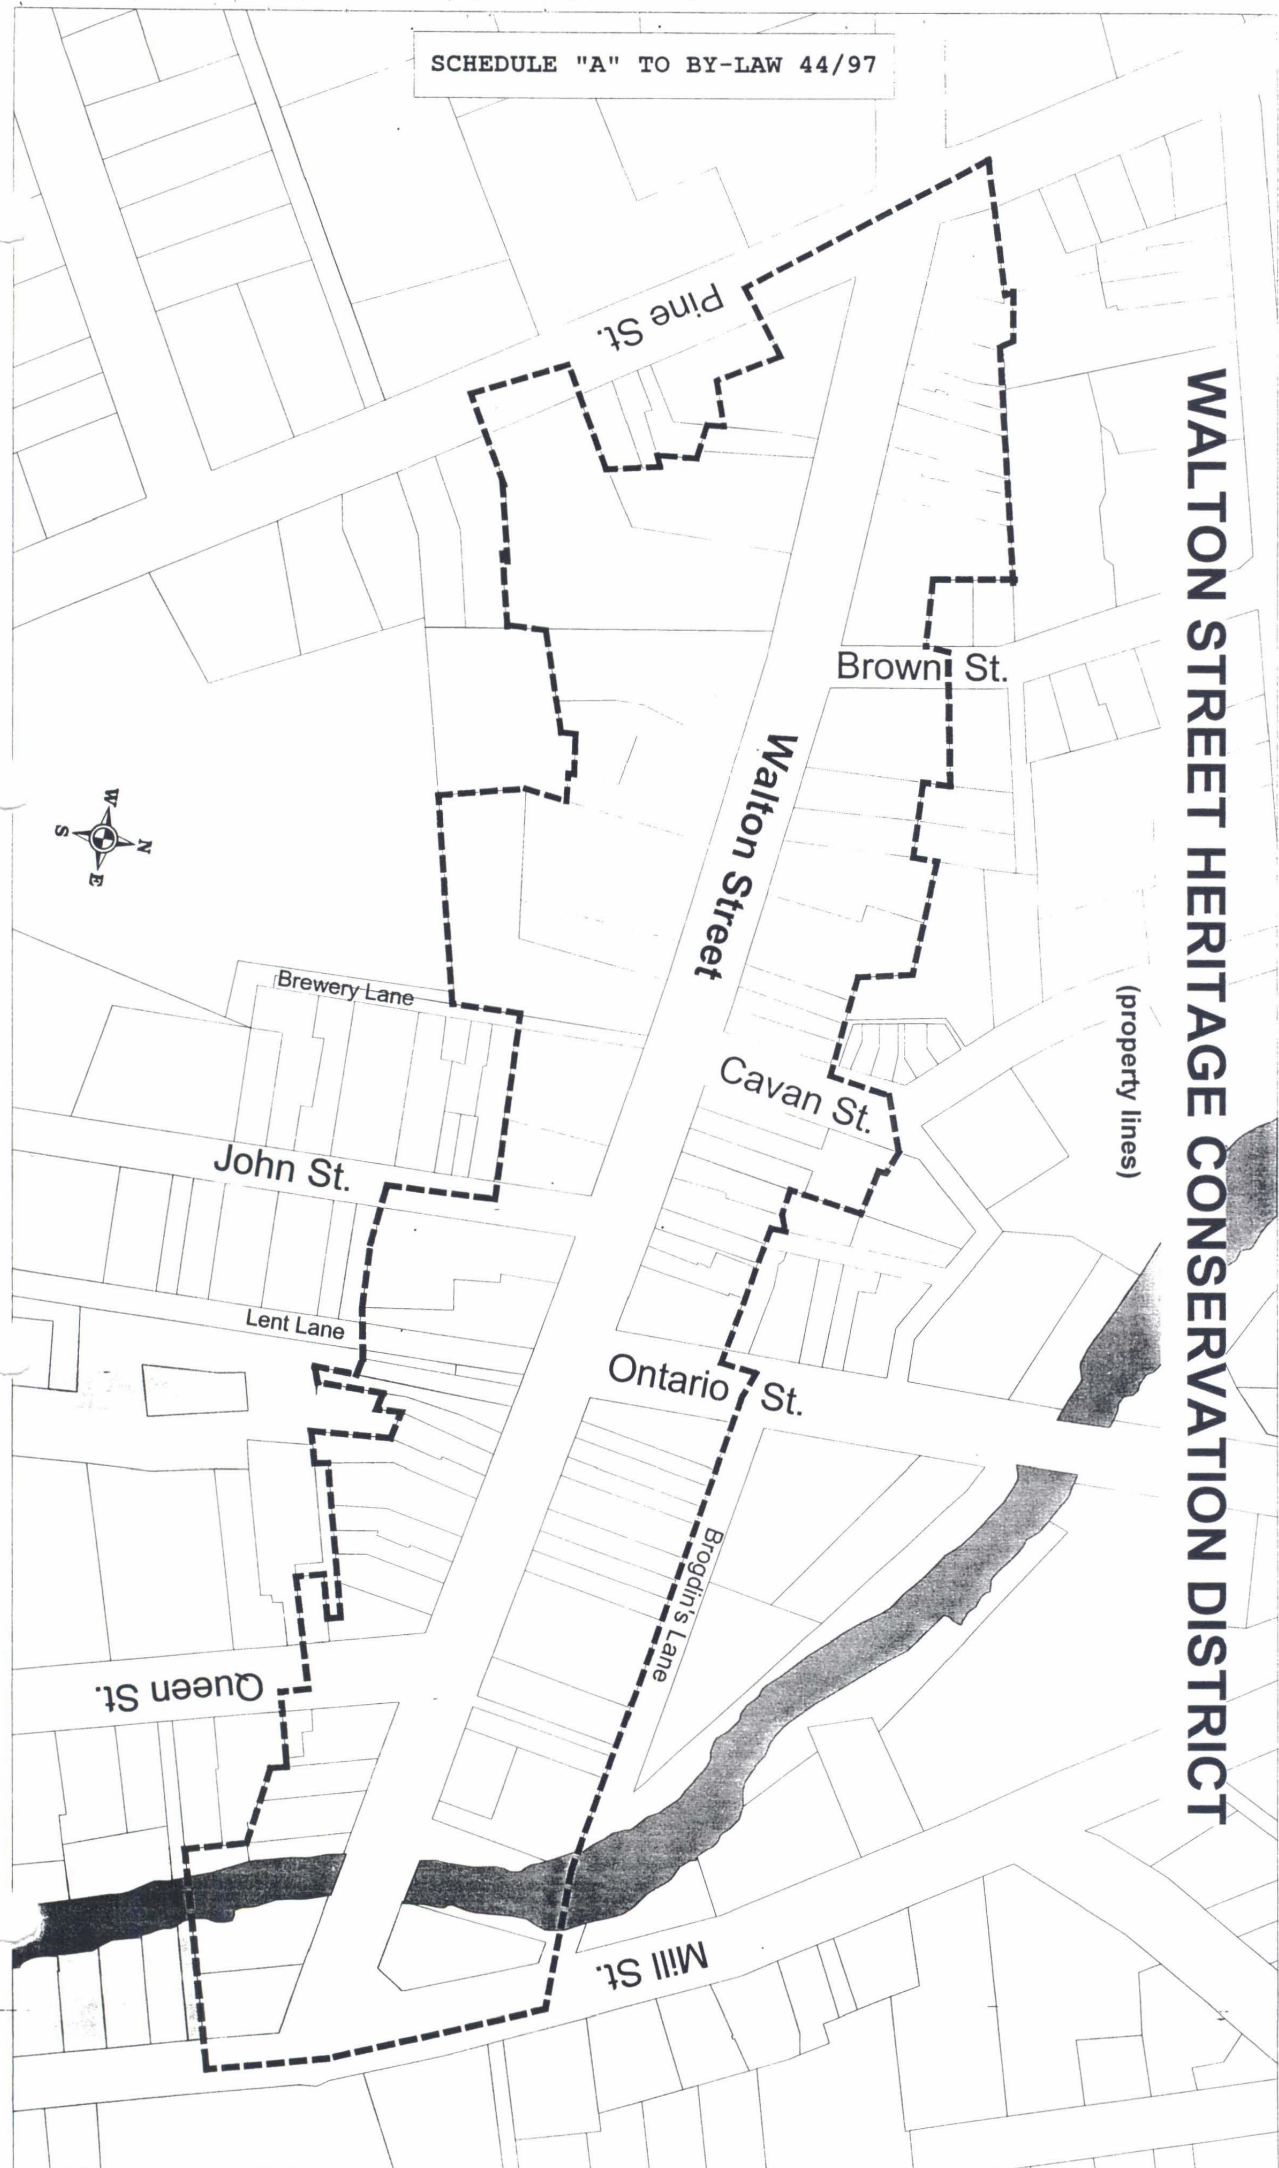 SCHEDULE "A" TO BY-LAW 44/97
WALTON STREET HERITAGE CONSERVATION DISTRICT
(property lines)
Pine St.
Brown St.
Walton Street
W
N
S
E
Brewery Lane
Cavan St.
John St.
Lent Lane
Ontario St.
Brogdin's Lane
Queen St.
Mill St.